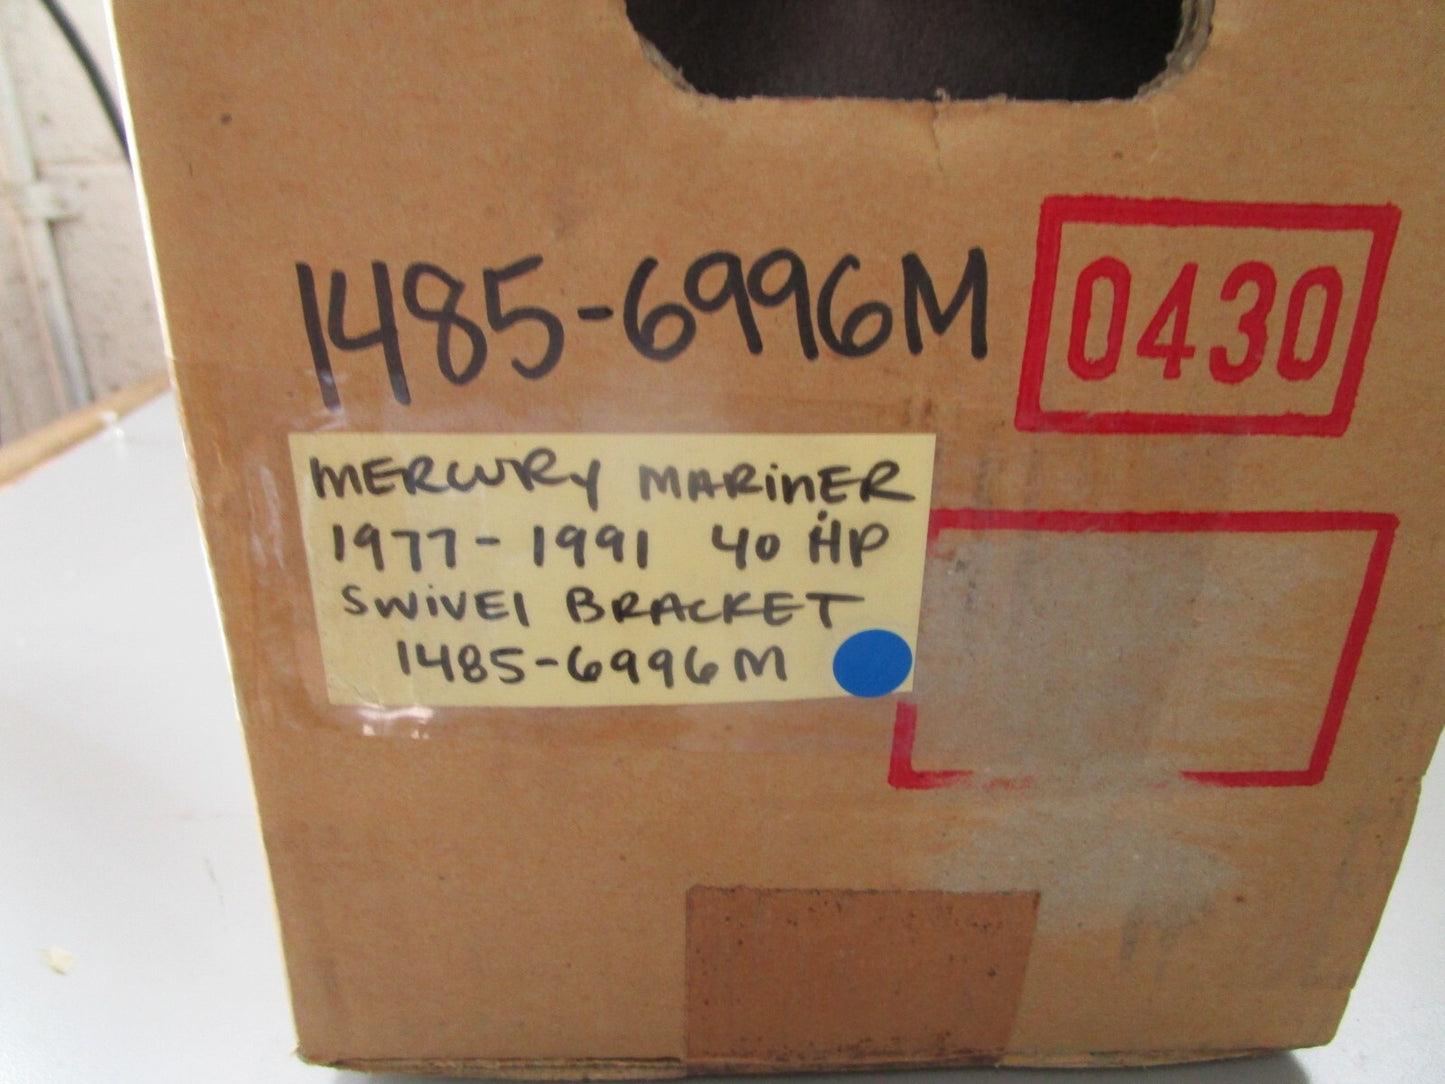 1485-6996M
0430
MERCURY MARINER
1977-1991 40 HP
SWIVEl BRACKET
1485-6996M